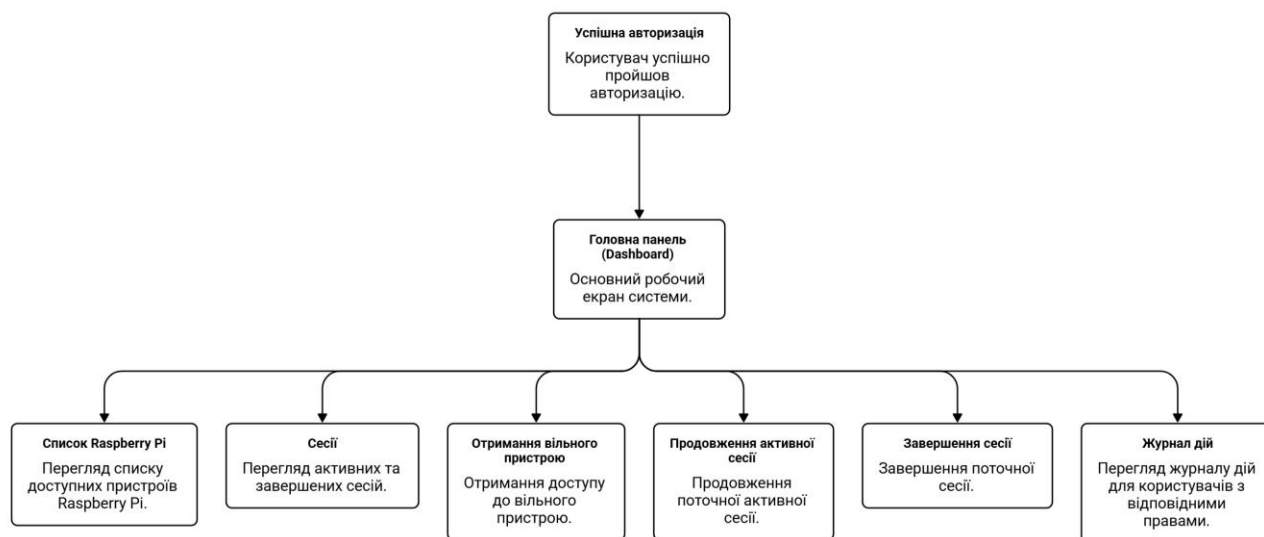 Успішна авторизація
Користувач успішно
пройшов
авторизацію.
Головна панель
(Dashboard)
Основний робочий
екран системи.
Список Raspberry Pi
Перегляд списку
доступних пристроїв
Raspberry Pi.
Сесії
Перегляд активних та
завершених сесій.
Отримання вільного
пристрою
Отримання доступу
до вільного
пристрою.
Продовження активної
сесії
Продовження
поточної активної
сесії.
Завершення сесії
Завершення поточної
сесії.
Журнал дій
Перегляд журналу дій
для користувачів з
відповідними
правами.